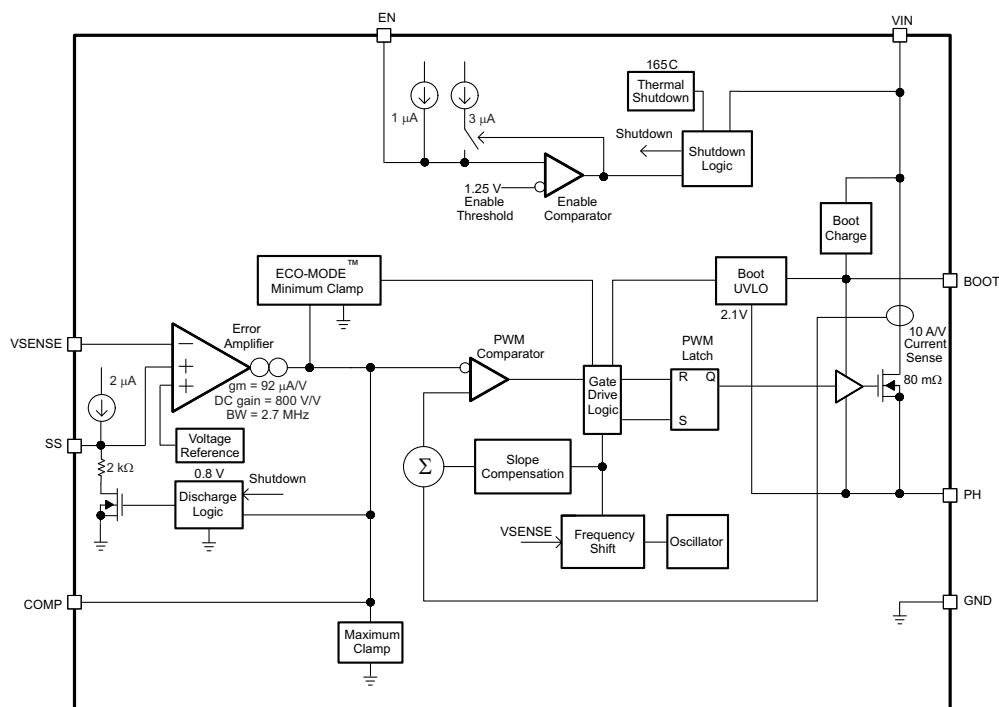 EN
VIN
165C
Thermal
Shutdown
1 µA
3 µA
Shutdown
Shutdown
Logic
1.25 V
Enable
Threshold
Enable
Comparator
Boot
Charge
ECO-MODE™
Minimum Clamp
Boot
UVLO
BOOT
2.1V
VSENSE
Error
Amplifier
PWM
Comparator
PWM
Latch
10 A/V
Current
Sense
−
+
+
gm = 92 µA/V
DC gain = 800 V/V
BW = 2.7 MHz
Gate
Drive
Logic
R Q
S
80 mΩ
2 µA
SS
Voltage
Reference
2 kΩ
0.8 V
Shutdown
Discharge
Logic
Σ
Slope
Compensation
PH
VSENSE
Frequency
Shift
Oscillator
COMP
GND
Maximum
Clamp